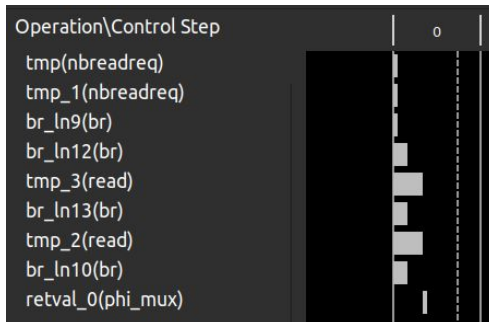 Operation\Control Step 0
tmp(nbreadreq)
tmp_1(nbreadreq)
br_ln9(br)
br_ln12(br)
tmp_3(read)
br_ln13(br)
tmp_2(read)
br_ln10(br)
retval_0(phi_mux)